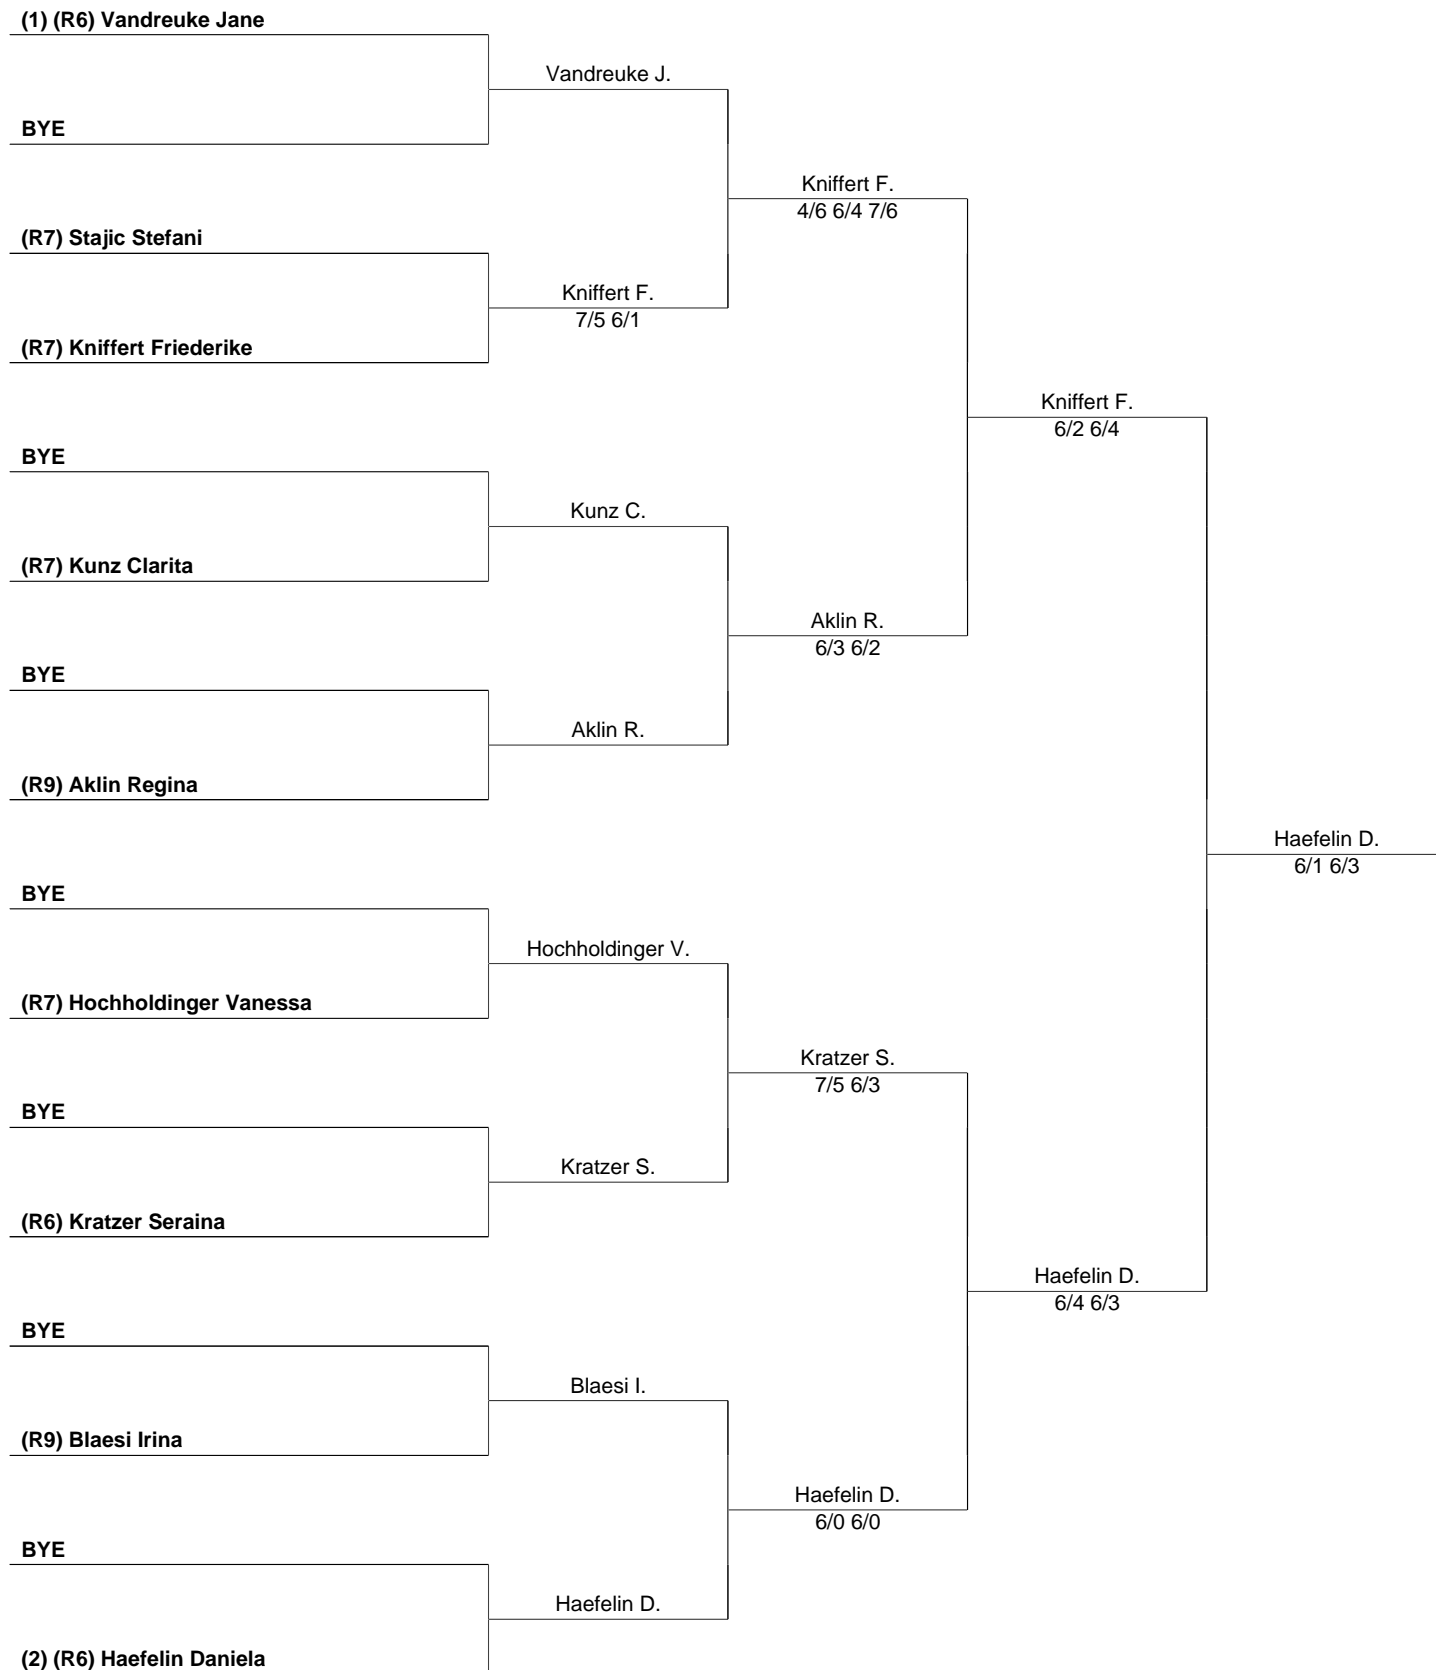 (1) (R6) Vandreuke Jane
Vandreuke J.
BYE
Kniffert F.
4/6 6/4 7/6
(R7) Stajic Stefani
Kniffert F.
7/5 6/1
(R7) Kniffert Friederike
Kniffert F.
6/2 6/4
BYE
Kunz C.
(R7) Kunz Clarita
Aklin R.
6/3 6/2
BYE
Aklin R.
(R9) Aklin Regina
Haefelin D.
6/1 6/3
BYE
Hochholdinger V.
(R7) Hochholdinger Vanessa
Kratzer S.
7/5 6/3
BYE
Kratzer S.
(R6) Kratzer Seraina
Haefelin D.
6/4 6/3
BYE
Blaesi I.
(R9) Blaesi Irina
Haefelin D.
6/0 6/0
BYE
Haefelin D.
(2) (R6) Haefelin Daniela